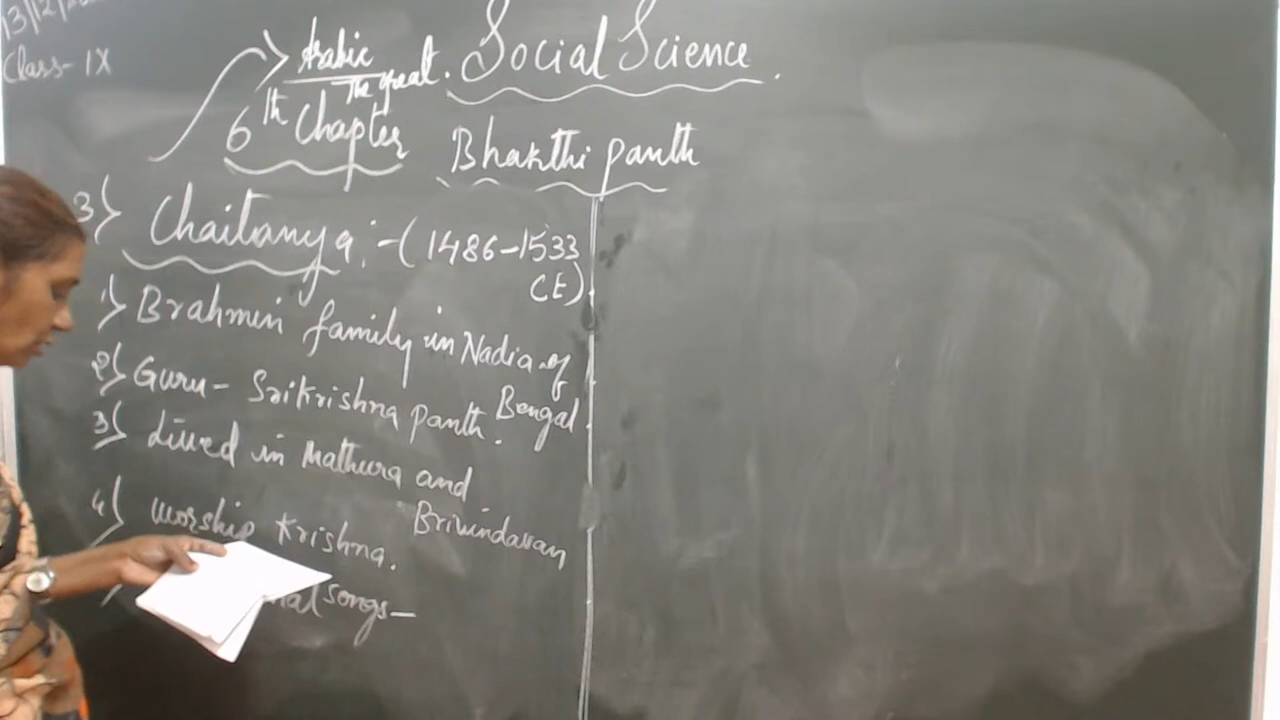 13/12/
Class- IX
Arabic
The great.
Social Science.
6th Chapter
Bhakthi panth
3) Chaitanya :- (1486-1533
CE).
1) Brahmin family in Nadia of
Bengal.
2) Guru- Srikrishna panth.
3) Lived in Mathura and
Brivindavan
4) worship Krishna.
songs-